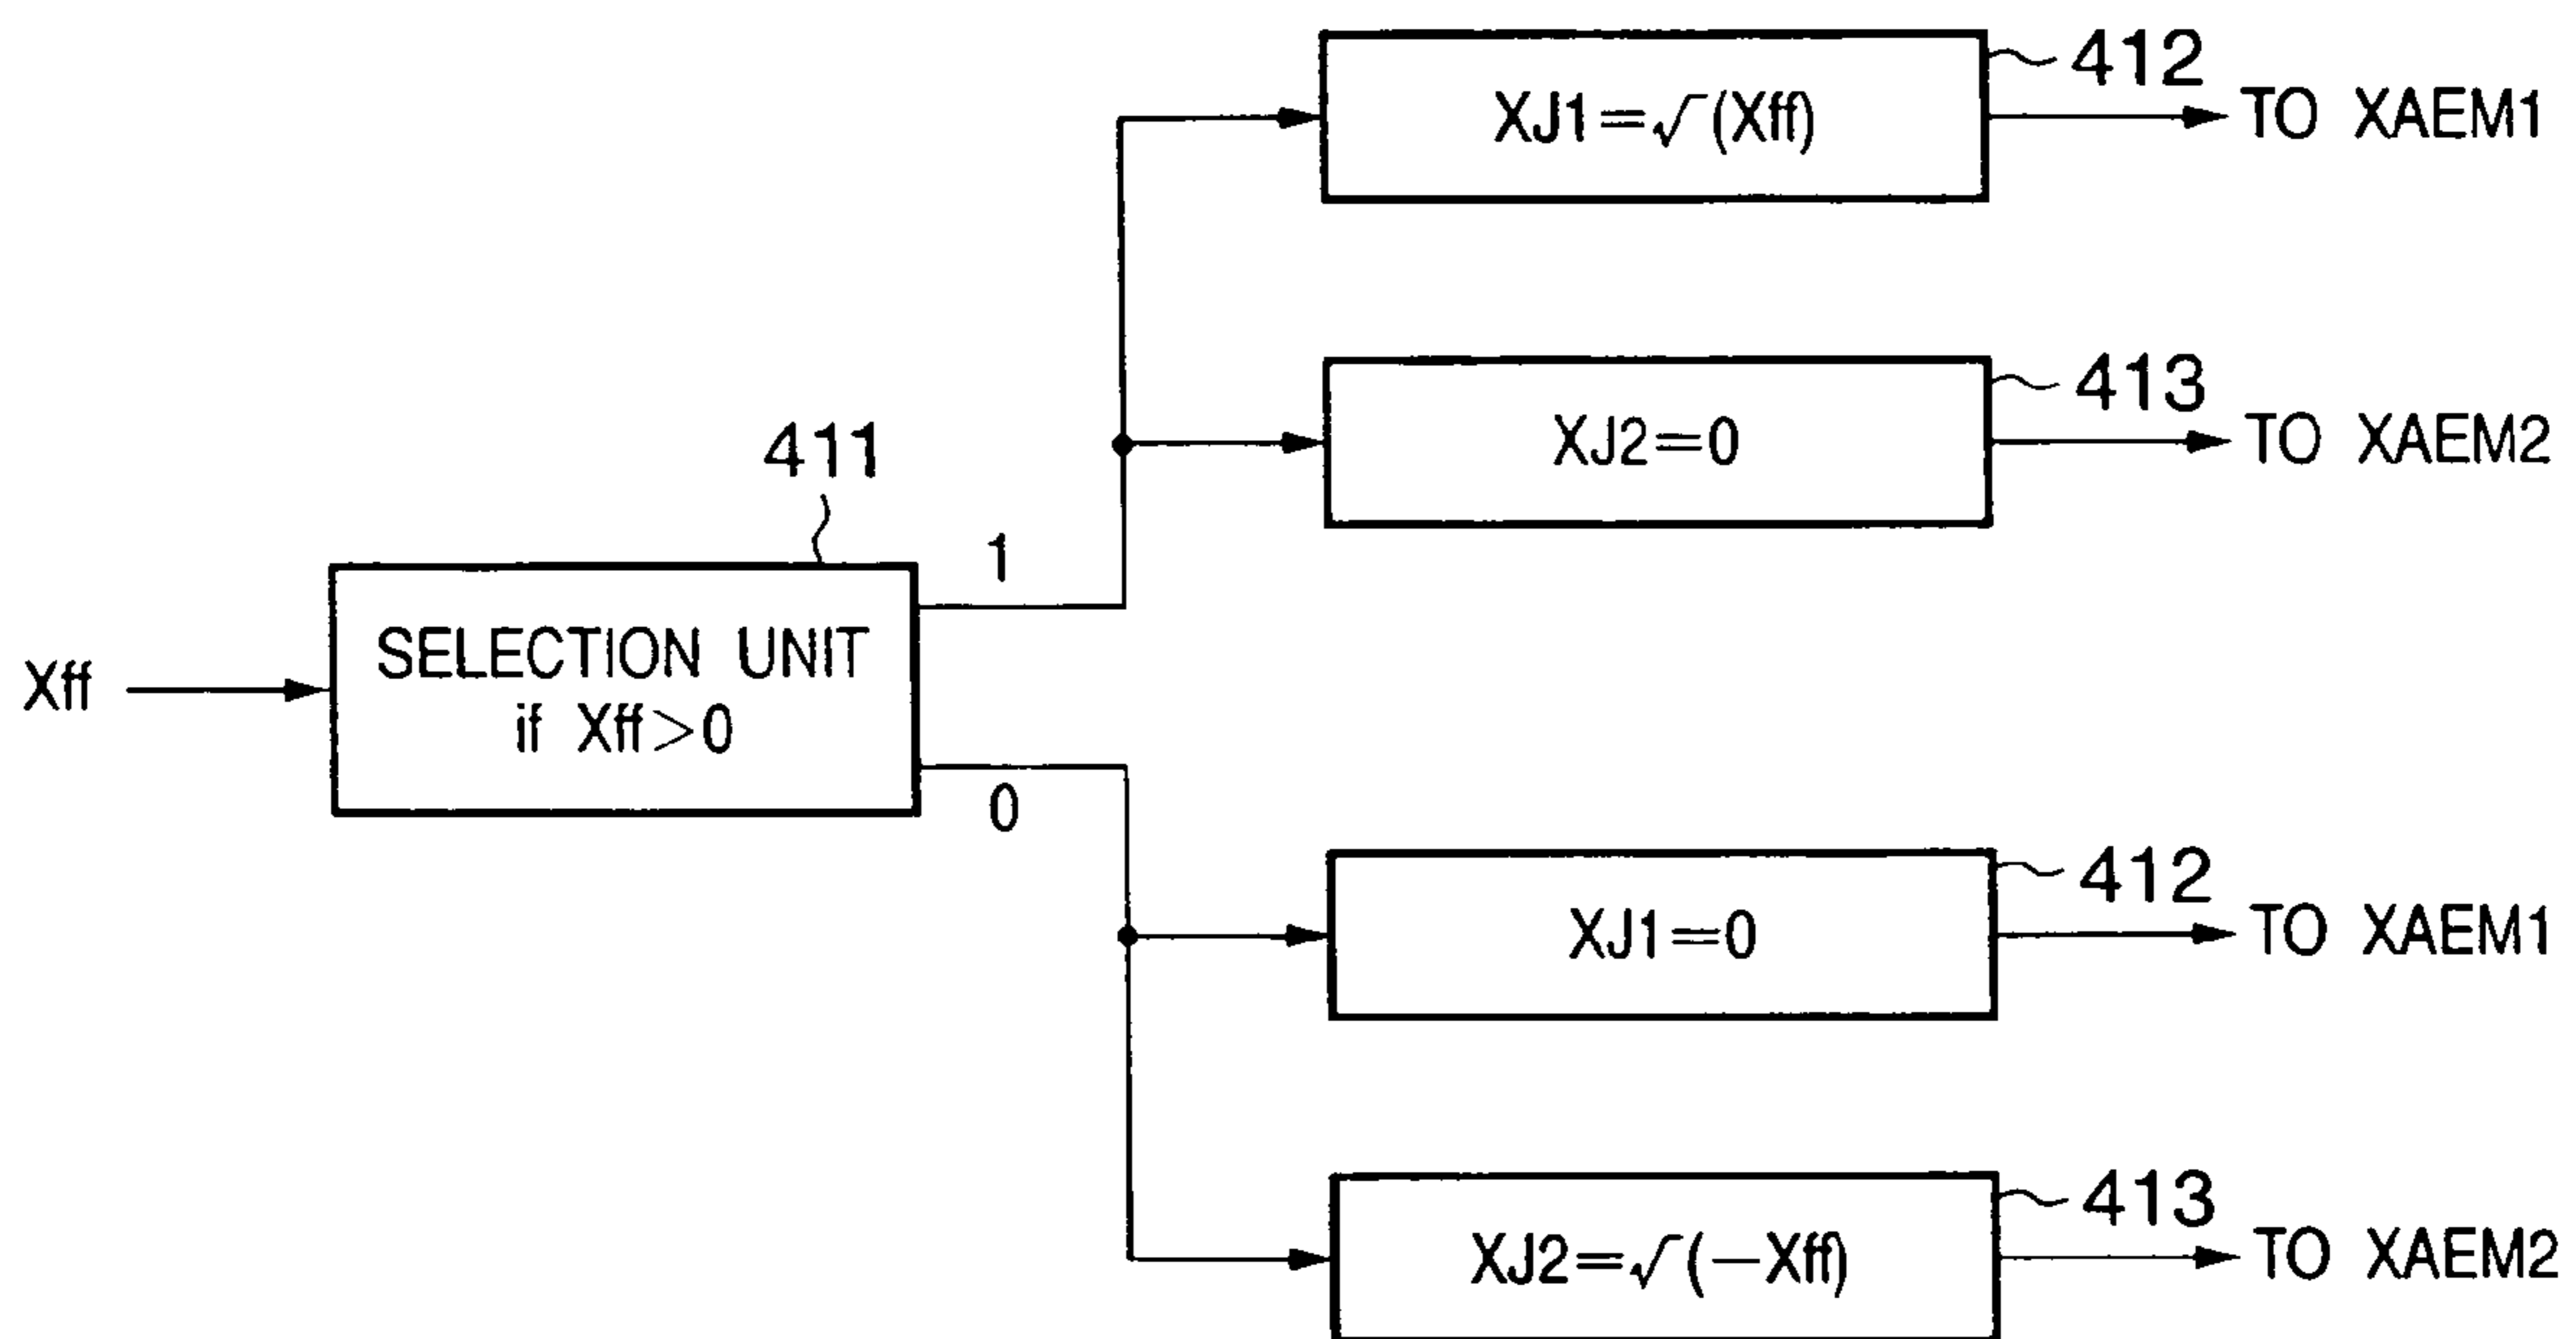 412
XJ1=√(Xff)
TO XAEM1
413
XJ2=0
TO XAEM2
411
1
Xff
SELECTION UNIT
if Xff>0
0
412
XJ1=0
TO XAEM1
413
XJ2=√(-Xff)
TO XAEM2